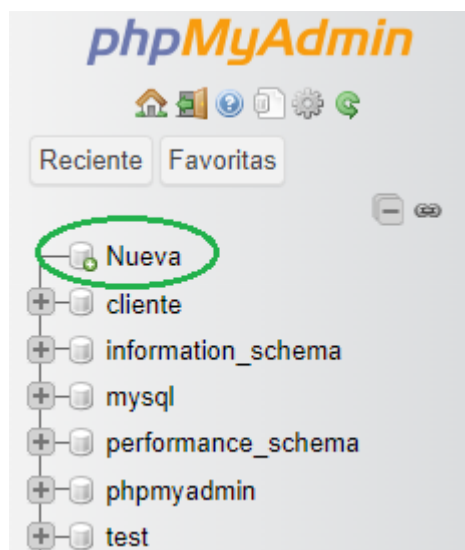 phpMyAdmin
Reciente Favoritas
Nueva
cliente
information_schema
mysql
performance_schema
phpmyadmin
test